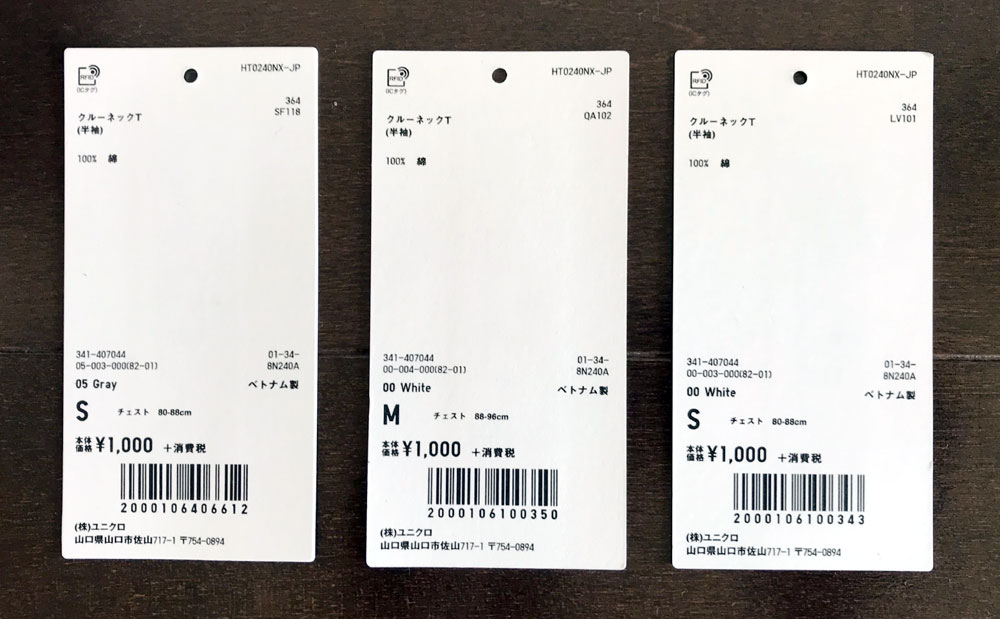 RFID
(ICタグ)
HT0240NX-JP
364
SF118
クルーネックT
(半袖)
100% 綿
341-407044
05-003-000(82-01)
01-34-
8N240A
05 Gray
ベトナム製
S チェスト 80-88cm
本体価格 ¥1,000 +消費税
2000106406612
(株)ユニクロ
山口県山口市佐山717-1 〒754-0894
RFID
(ICタグ)
HT0240NX-JP
364
QA102
クルーネックT
(半袖)
100% 綿
341-407044
00-004-000(82-01)
01-34-
8N240A
00 White
ベトナム製
M チェスト 88-96cm
本体価格 ¥1,000 +消費税
2000106100350
(株)ユニクロ
山口県山口市佐山717-1 〒754-0894
RFID
(ICタグ)
HT0240NX-JP
364
LV101
クルーネックT
(半袖)
100% 綿
341-407044
00-003-000(82-01)
01-34-
8N240A
00 White
ベトナム製
S チェスト 80-88cm
本体価格 ¥1,000 +消費税
2000106100343
(株)ユニクロ
山口県山口市佐山717-1 〒754-0894